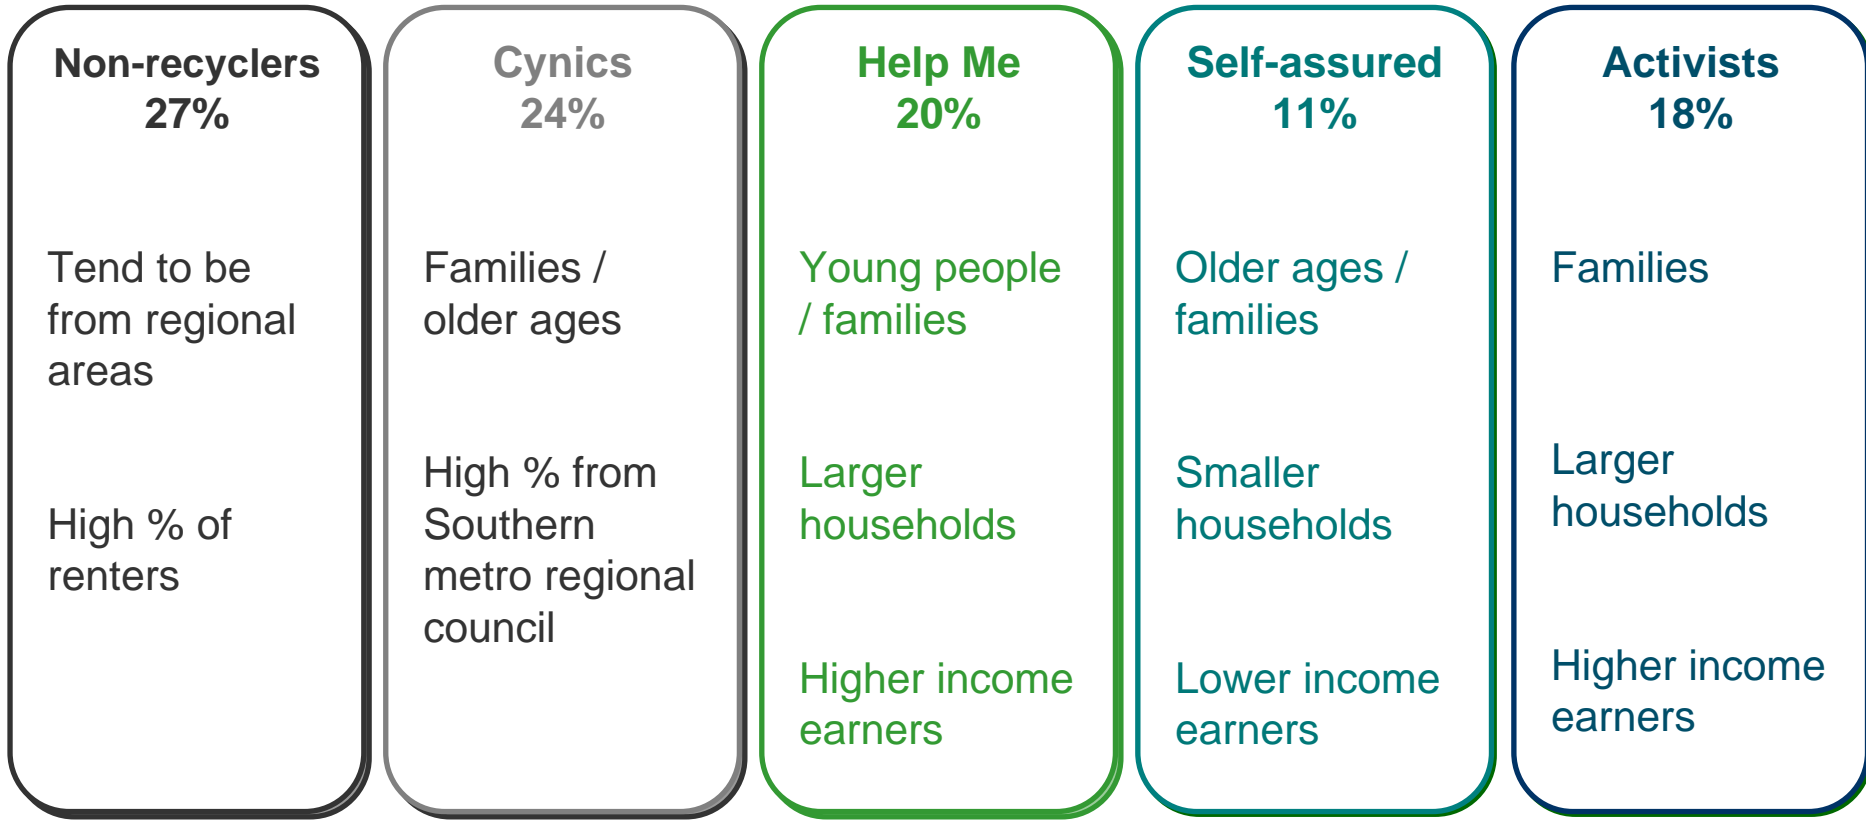 Non-recyclers
27%
Tend to be
from regional
areas
High % of
renters
Cynics
24%
Families /
older ages
High % from
Southern
metro regional
council
Help Me
20%
Young people
/ families
Larger
households
Higher income
earners
Self-assured
11%
Older ages /
families
Smaller
households
Lower income
earners
Activists
18%
Families
Larger
households
Higher income
earners